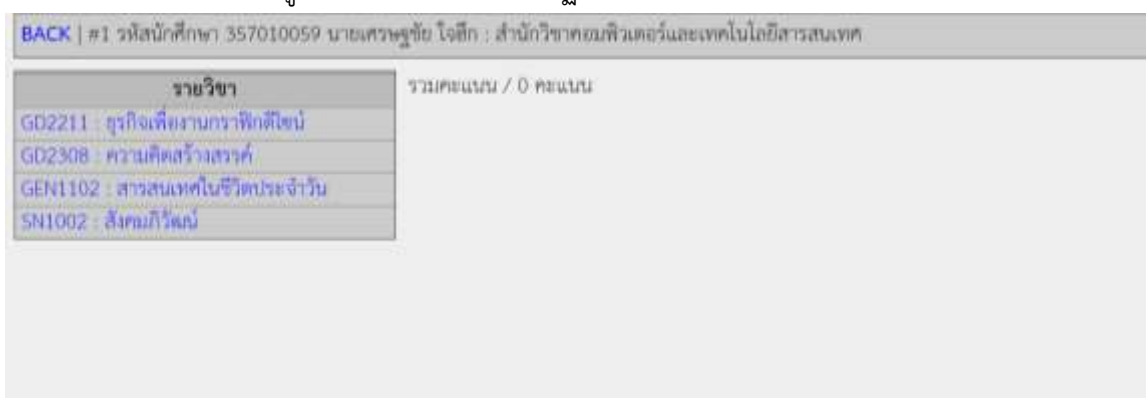 BACK | #1 รหัสนักศึกษา 357010059 นายเศรษฐชัย ใจฮึก : สำนักวิชาคอมพิวเตอร์และเทคโนโลยีสารสนเทศ
รายวิชา
รวมคะแนน / 0 คะแนน
GD2211 : ธุรกิจเพื่องานกราฟิกดีไซน์
GD2308 : ความคิดสร้างสรรค์
GEN1102 : สารสนเทศในชีวิตประจำวัน
SN1002 : สังคมภิวัฒน์